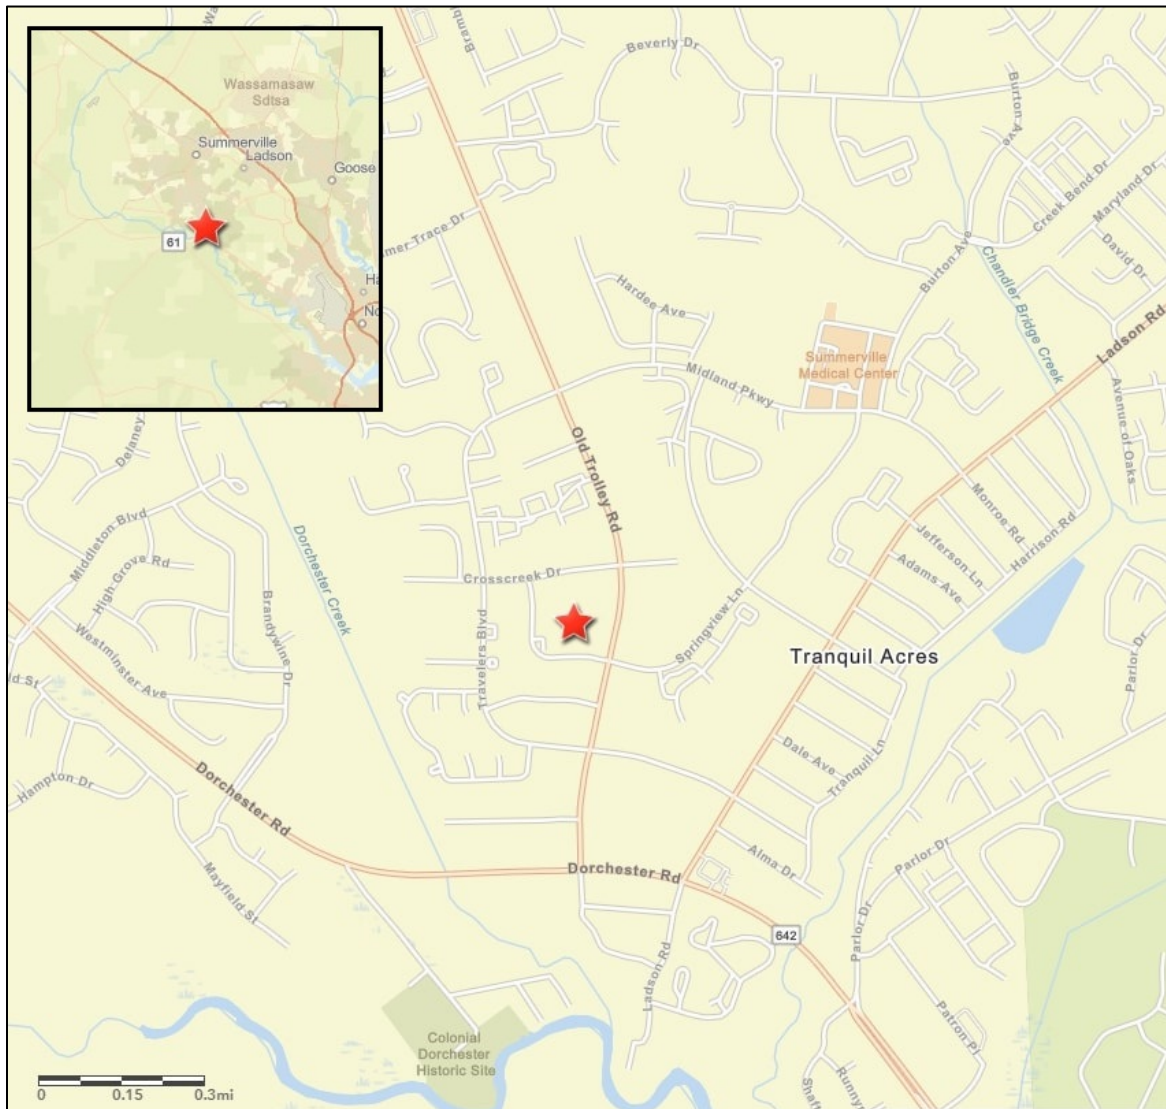 Beverly Dr
Burton Ave
Wassamasaw
Sdtsa
Summerville
Ladson
Goose
61
Creek Bend Dr
Maryland Dr
David Dr
Burton Ave
Chandler Bridge Creek
Ladson Rd
Hardee Ave
Summerville
Medical Center
Midland Pkwy
Avenue of Oaks
Delaney
Old Trolley Rd
Middleton Blvd
High Grove Rd
Dorchester Creek
Monroe Rd
Harrison Rd
Jefferson Ln
Adams Ave
Crosscreek Dr
Brandywine Dr
Westminster Ave
Travelers Blvd
Springview Ln
Tranquil Acres
Parlor Dr
Dale Ave
Tranquil Ln
Hampton Dr
Dorchester Rd
Mayfield St
Dorchester Rd
Alma Dr
Parlor Dr
642
Parlor Dr
Ladson Rd
Patron Pl
Colonial
Dorchester
Historic Site
0 0.15 0.3mi